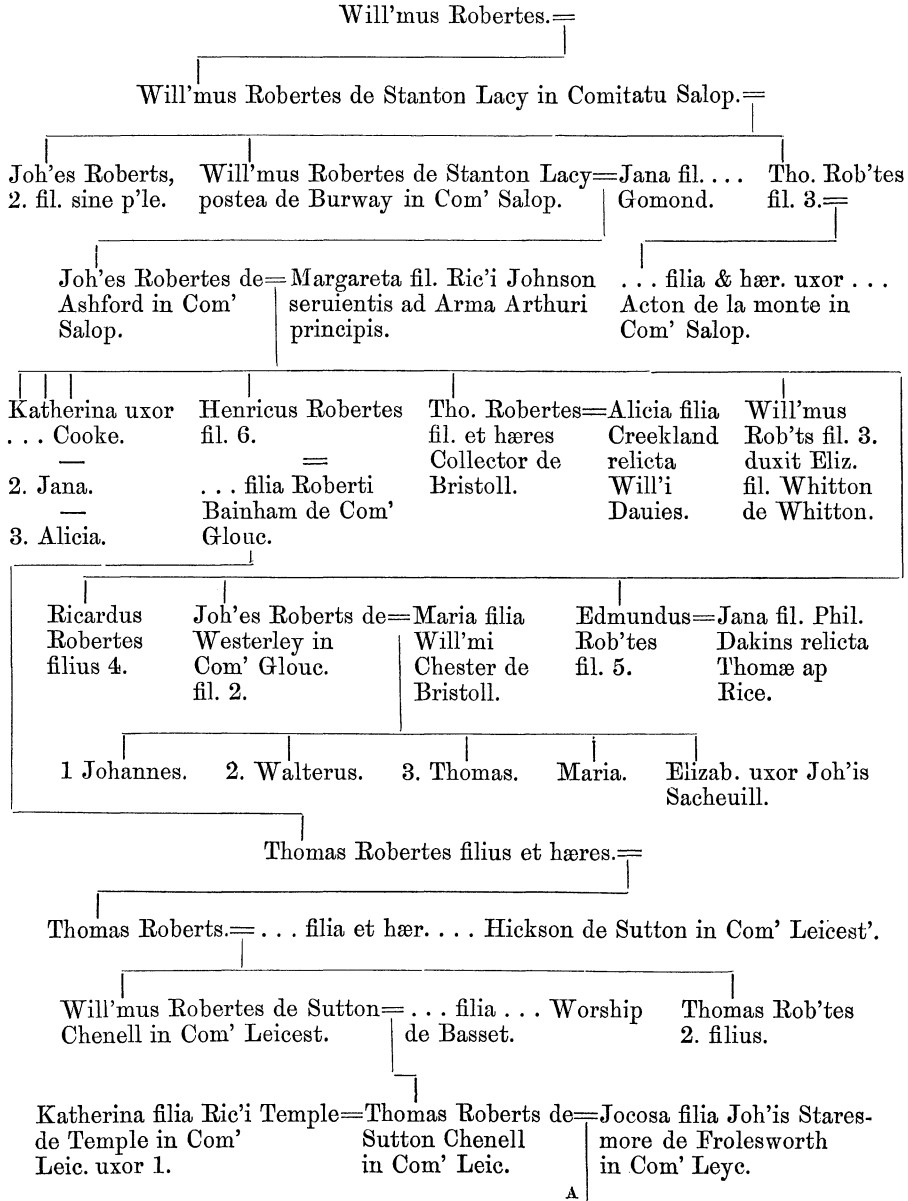 Will'mus Robertes.=
Will'mus Robertes de Stanton Lacy in Comitatu Salop.=
Joh'es Roberts,
2. fil. sine p'le.
Will'mus Robertes de Stanton Lacy=Jana fil. . . .
postea de Burway in Com' Salop. Gomond.
Tho. Rob'tes
fil. 3.=
Joh'es Robertes de=Margareta fil. Ric'i Johnson
Ashford in Com' seruientis ad Arma Arthuri
Salop. principis.
. . . filia & hær. uxor . . .
Acton de la monte in
Com' Salop.
Katherina uxor
. . . Cooke.
—
2. Jana.
—
3. Alicia.
Henricus Robertes
fil. 6.
=
. . . filia Roberti
Bainham de Com'
Glouc.
Tho. Robertes=Alicia filia
fil. et hæres Creekland
Collector de relicta
Bristoll. Will'i
Dauies.
Will'mus
Rob'ts fil. 3.
duxit Eliz.
fil. Whitton
de Whitton.
Ricardus
Robertes
filius 4.
Joh'es Roberts de=Maria filia
Westerley in Will'mi
Com' Glouc. Chester de
fil. 2. Bristoll.
Edmundus=Jana fil. Phil.
Rob'tes Dakins relicta
fil. 5. Thomæ ap
Rice.
1 Johannes. 2. Walterus. 3. Thomas. Maria. Elizab. uxor Joh'is
Sacheuill.
Thomas Robertes filius et hæres.=
Thomas Roberts.= . . . filia et hær. . . . Hickson de Sutton in Com' Leicest'.
Will'mus Robertes de Sutton= . . . filia . . . Worship
Chenell in Com' Leicest. de Basset.
Thomas Rob'tes
2. filius.
Katherina filia Ric'i Temple=Thomas Roberts de=Jocosa filia Joh'is Stares-
de Temple in Com' Sutton Chenell more de Frolesworth
Leic. uxor 1. in Com' Leic. in Com' Leyc.
A